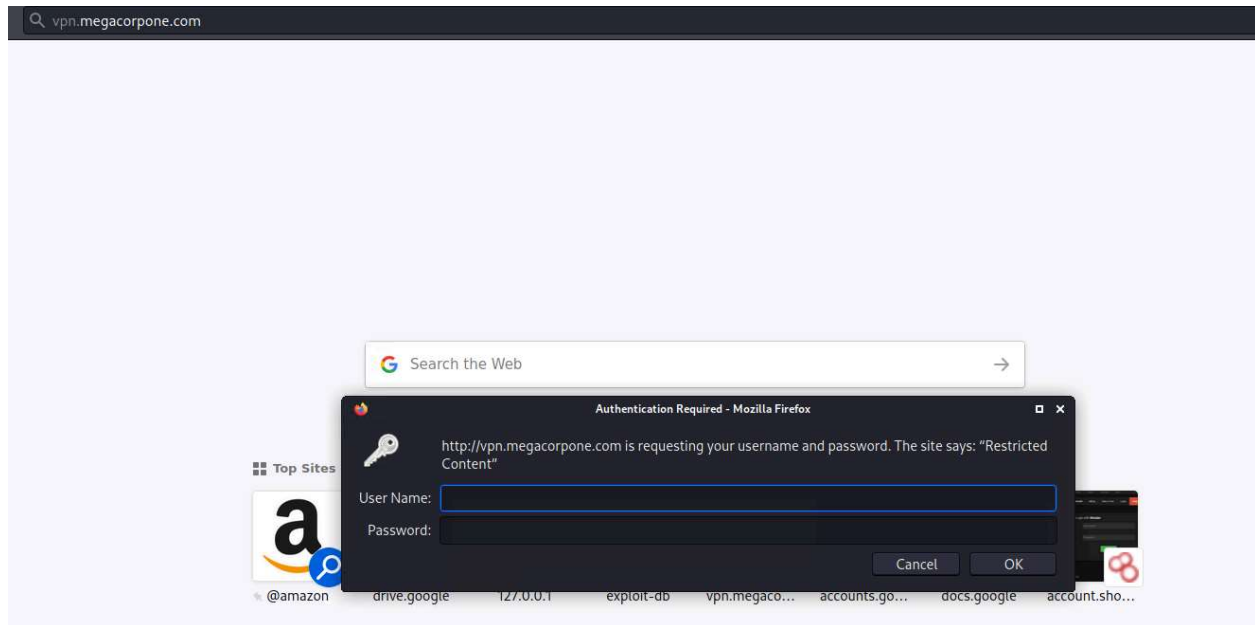 vpn.megacorpone.com
Search the Web
Authentication Required - Mozilla Firefox
http://vpn.megacorpone.com is requesting your username and password. The site says: “Restricted
Content”
Top Sites
User Name:
Password:
Cancel OK
@amazon drive.google 127.0.0.1 exploit-db vpn.megaco... accounts.go... docs.google account.sho...